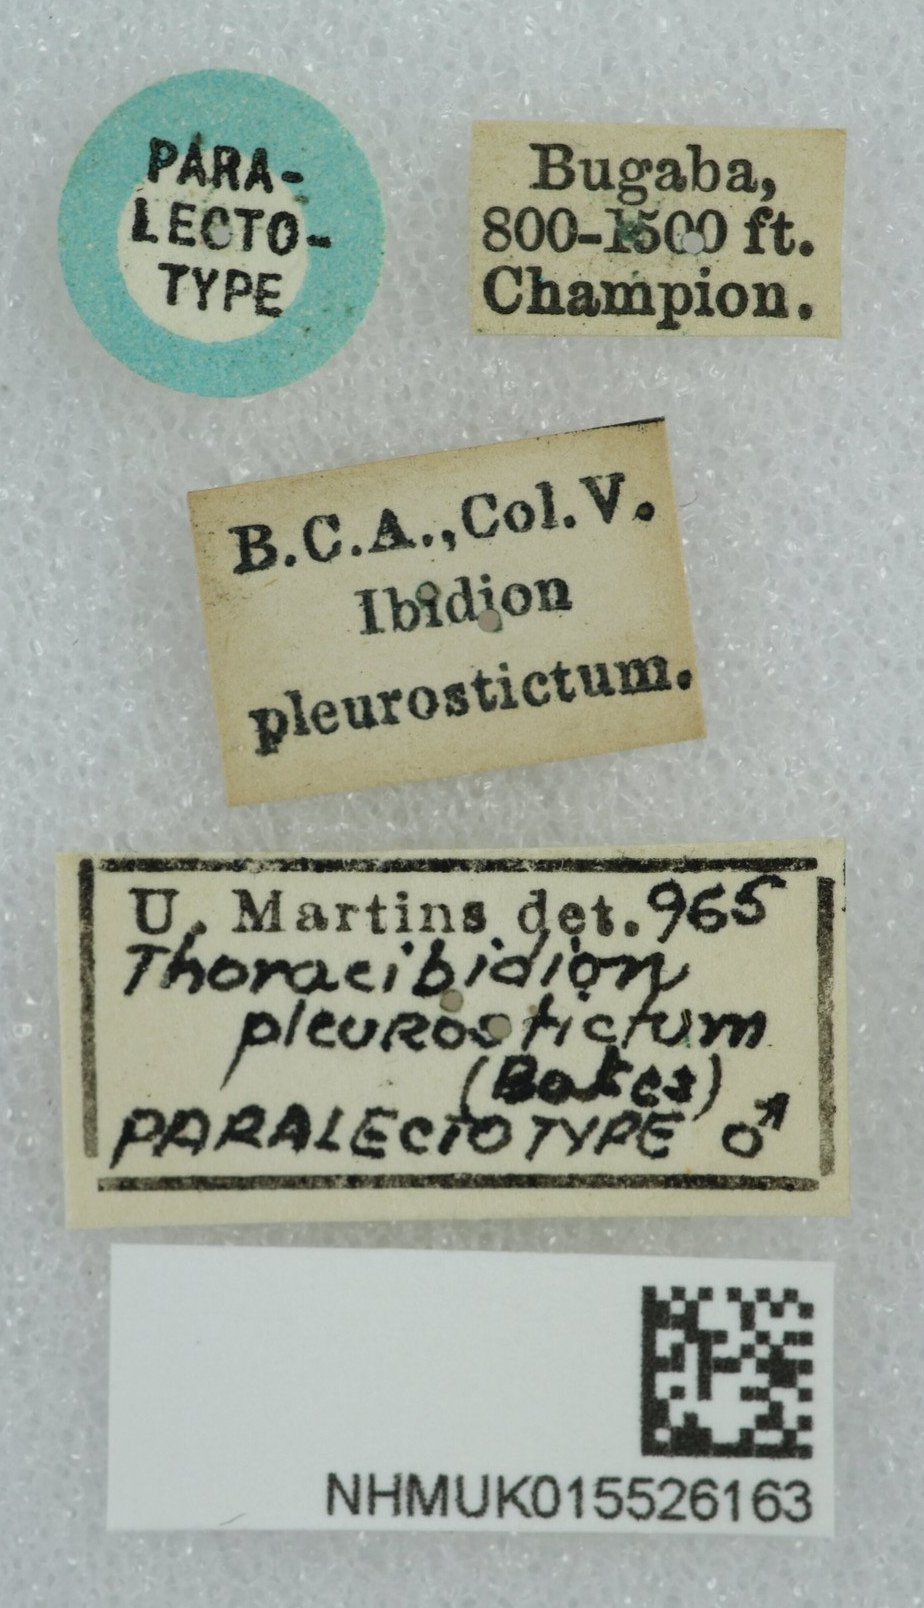 PARA-
LECTO-
TYPE
Bugaba,
800-1500 ft.
Champion.
B.C.A.,Col.V.
Ibidion
pleurostictum.
U. Martins det. 965
Thoracibidion
pleurostictum
(Bates)
PARALECTOTYPE ♂
NHMUK015526163